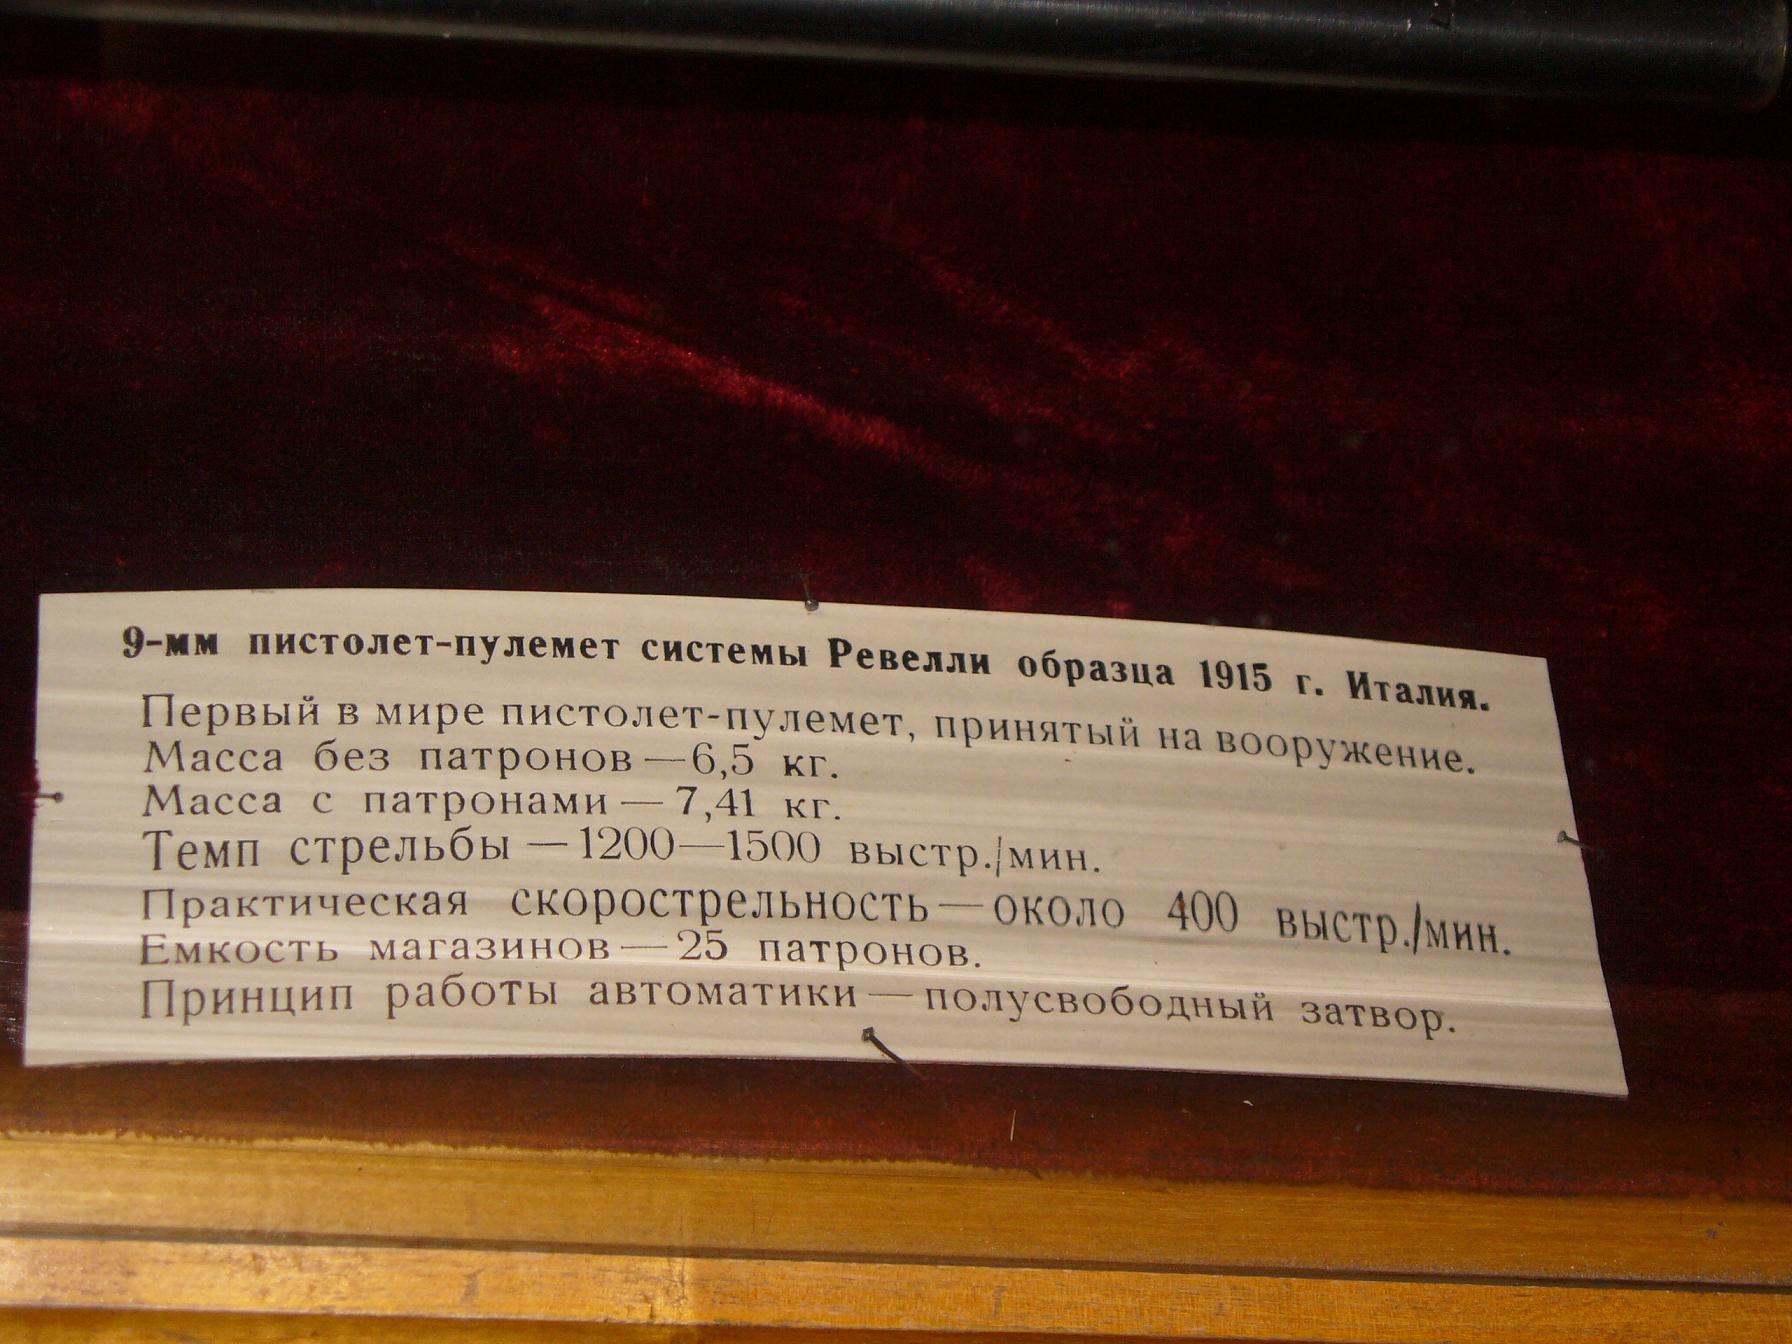 9-мм пистолет-пулемет системы Ревелли образца 1915 г. Италия.
Первый в мире пистолет-пулемет, принятый на вооружение.
Масса без патронов — 6,5 кг.
Масса с патронами — 7,41 кг.
Темп стрельбы — 1200—1500 выстр./мин.
Практическая скорострельность — около 400 выстр./мин.
Емкость магазинов — 25 патронов.
Принцип работы автоматики — полусвободный затвор.